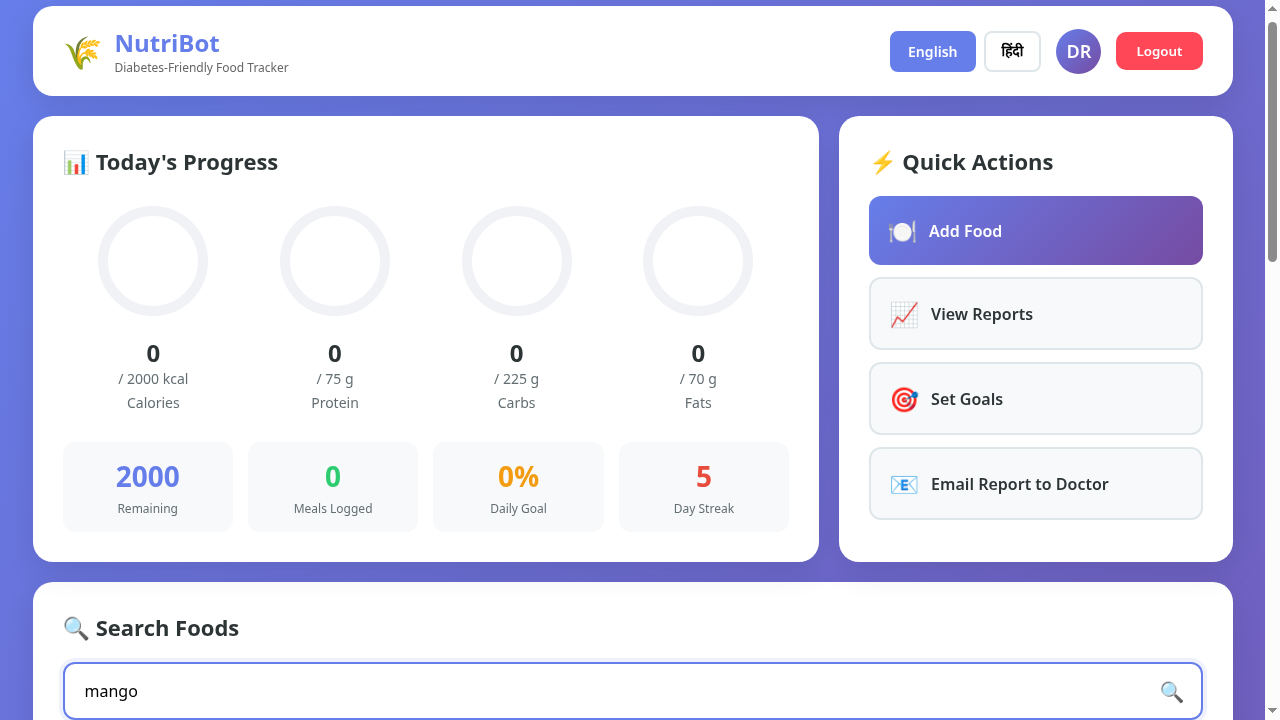 NutriBot
Diabetes-Friendly Food Tracker
English
हिंदी
DR
Logout
Today's Progress
0
/ 2000 kcal
Calories
0
/ 75 g
Protein
0
/ 225 g
Carbs
0
/ 70 g
Fats
2000
Remaining
0
Meals Logged
0%
Daily Goal
5
Day Streak
Quick Actions
Add Food
View Reports
Set Goals
Email Report to Doctor
Search Foods
mango